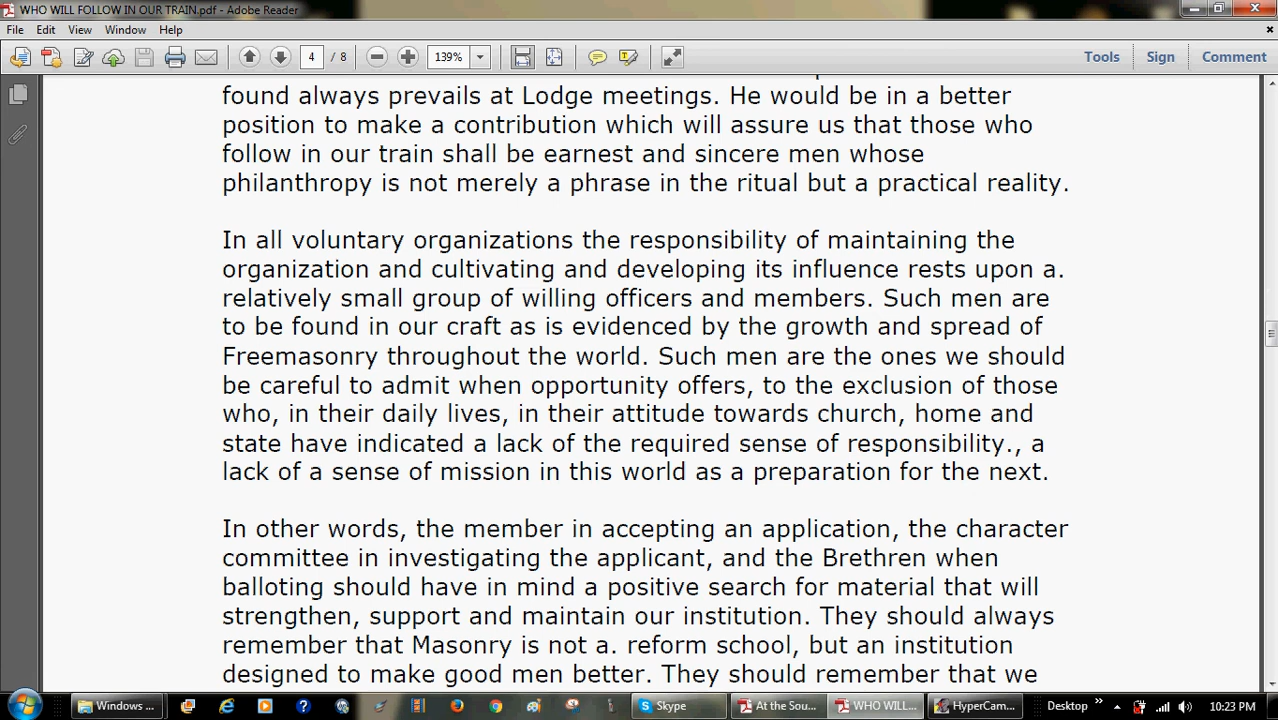 WHO WILL FOLLOW IN OUR TRAIN.pdf - Adobe Reader
File Edit View Window Help
4 / 8 139% Tools Sign Comment
found always prevails at Lodge meetings. He would be in a better
position to make a contribution which will assure us that those who
follow in our train shall be earnest and sincere men whose
philanthropy is not merely a phrase in the ritual but a practical reality.
In all voluntary organizations the responsibility of maintaining the
organization and cultivating and developing its influence rests upon a.
relatively small group of willing officers and members. Such men are
to be found in our craft as is evidenced by the growth and spread of
Freemasonry throughout the world. Such men are the ones we should
be careful to admit when opportunity offers, to the exclusion of those
who, in their daily lives, in their attitude towards church, home and
state have indicated a lack of the required sense of responsibility., a
lack of a sense of mission in this world as a preparation for the next.
In other words, the member in accepting an application, the character
committee in investigating the applicant, and the Brethren when
balloting should have in mind a positive search for material that will
strengthen, support and maintain our institution. They should always
remember that Masonry is not a. reform school, but an institution
designed to make good men better. They should remember that we
Windows ... Skype At the Sou... WHO WILL... HyperCam... Desktop » 10:23 PM